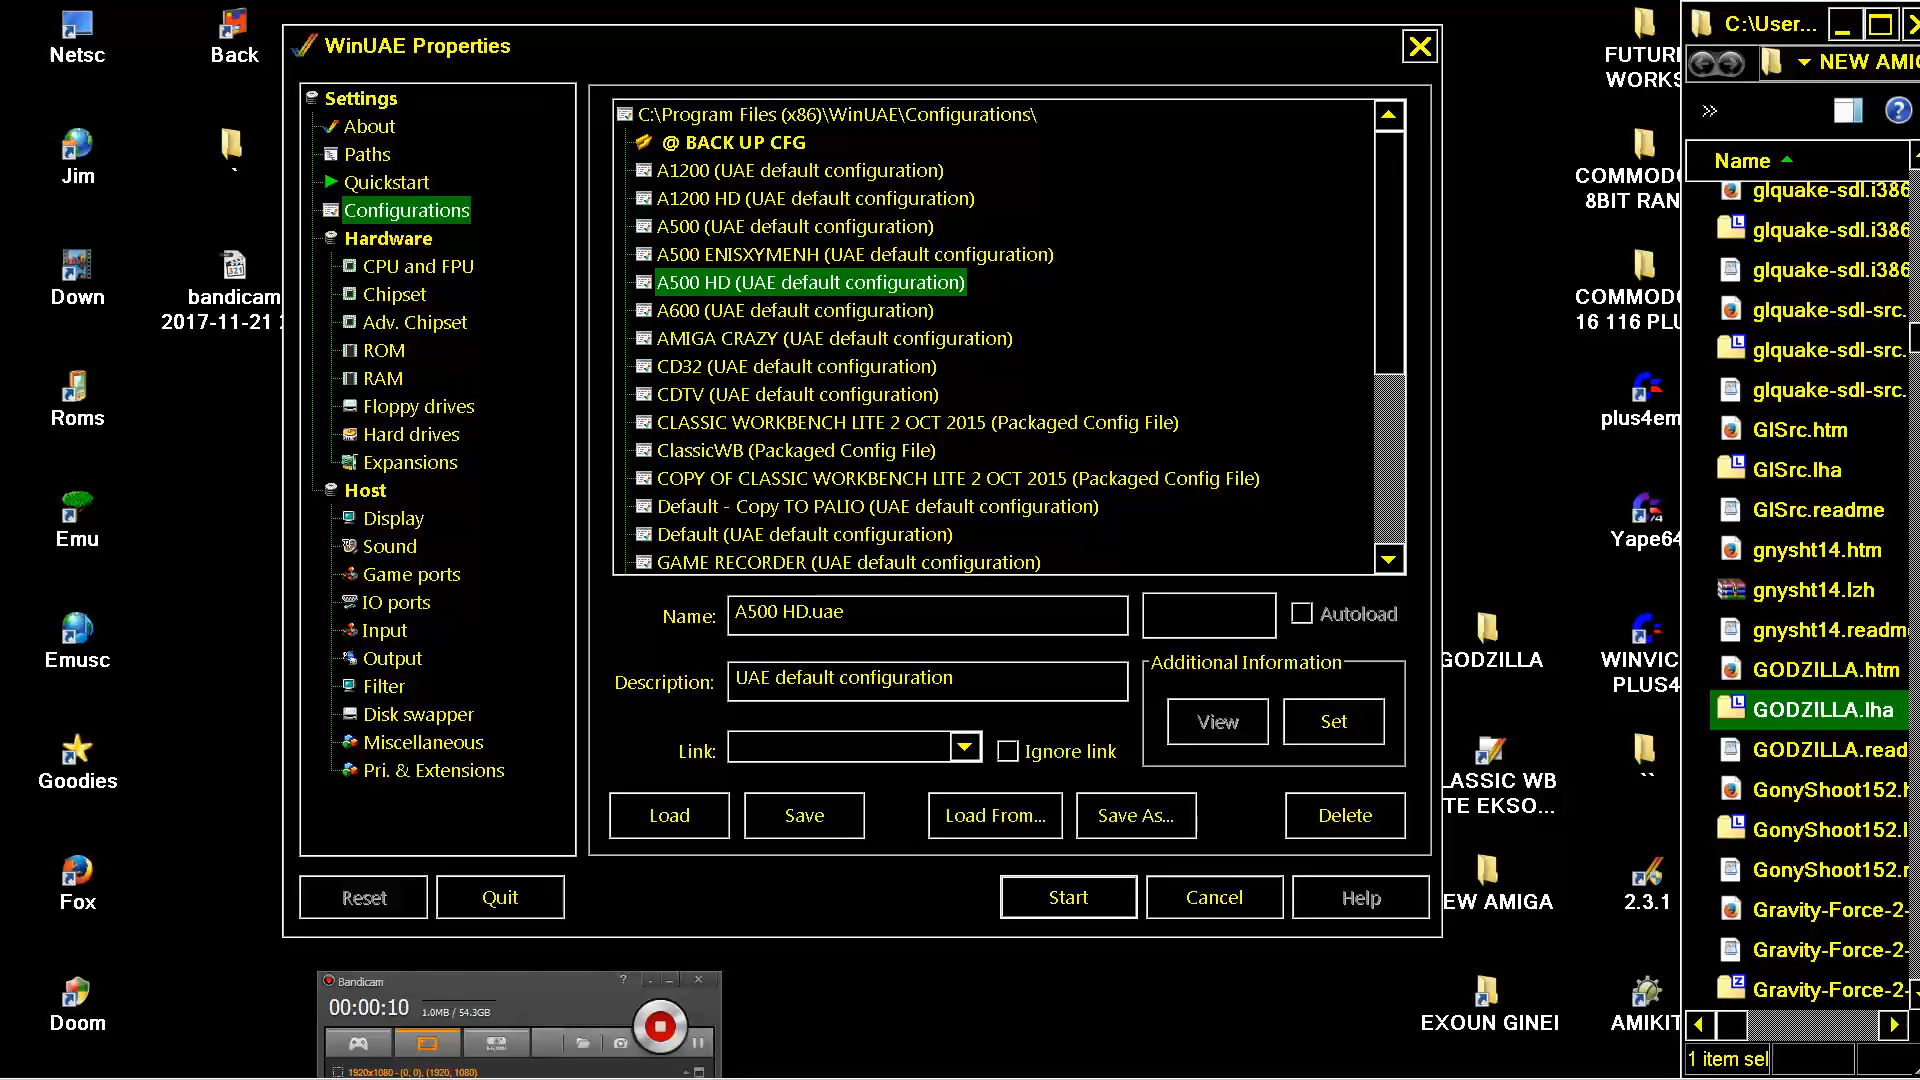 Netsc
Back
Jim
`
Down
bandicam
2017-11-21
Roms
Emu
Emusc
Goodies
Fox
Doom
WinUAE Properties
Settings
About
Paths
Quickstart
Configurations
Hardware
CPU and FPU
Chipset
Adv. Chipset
ROM
RAM
Floppy drives
Hard drives
Expansions
Host
Display
Sound
Game ports
IO ports
Input
Output
Filter
Disk swapper
Miscellaneous
Pri. & Extensions
C:\Program Files (x86)\WinUAE\Configurations\
@ BACK UP CFG
A1200 (UAE default configuration)
A1200 HD (UAE default configuration)
A500 (UAE default configuration)
A500 ENISXYMENH (UAE default configuration)
A500 HD (UAE default configuration)
A600 (UAE default configuration)
AMIGA CRAZY (UAE default configuration)
CD32 (UAE default configuration)
CDTV (UAE default configuration)
CLASSIC WORKBENCH LITE 2 OCT 2015 (Packaged Config File)
ClassicWB (Packaged Config File)
COPY OF CLASSIC WORKBENCH LITE 2 OCT 2015 (Packaged Config File)
Default - Copy TO PALIO (UAE default configuration)
Default (UAE default configuration)
GAME RECORDER (UAE default configuration)
Name: A500 HD.uae
Autoload
Description: UAE default configuration
Additional Information
View Set
Link:
Ignore link
Load Save Load From... Save As... Delete
Reset Quit Start Cancel Help
Bandicam
?
00:00:10 1.0MB / 54.3GB
1920x1080 - (0, 0), (1920, 1080)
FUTURE
WORKS
COMMODO
8BIT RAN
COMMODO
16 116 PLU
plus4em
Yape64
GODZILLA
WINVIC
PLUS4
LASSIC WB
TE EKSO...
``
EW AMIGA
2.3.1
EXOUN GINEI
AMIKIT
C:\User...
NEW AMIG
»
?
Name
glquake-sdl.i386
glquake-sdl.i386
glquake-sdl.i386
glquake-sdl-src.
glquake-sdl-src.
glquake-sdl-src.
GlSrc.htm
GlSrc.lha
GlSrc.readme
gnysht14.htm
gnysht14.lzh
gnysht14.readm
GODZILLA.htm
GODZILLA.lha
GODZILLA.read
GonyShoot152.h
GonyShoot152.l
GonyShoot152.r
Gravity-Force-2-
Gravity-Force-2-
Gravity-Force-2-
1 item sel